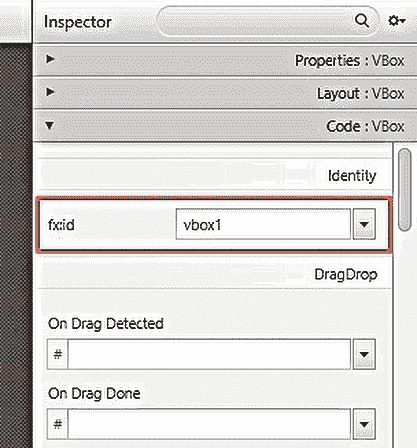 Inspector
Properties : VBox
Layout : VBox
Code : VBox
Identity
fx:id vbox1
DragDrop
On Drag Detected
#
On Drag Done
#